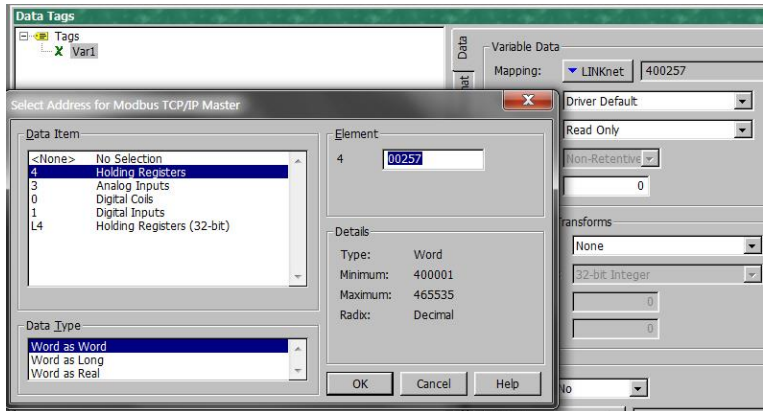 Data Tags
Tags
Var1
Data
Variable Data
Mapping:
LINKnet
400257
Driver Default
Read Only
Non-Retentive
0
Transforms
None
32-bit Integer
0
0
No
Select Address for Modbus TCP/IP Master
Data Item
<None> No Selection
4 Holding Registers
3 Analog Inputs
0 Digital Coils
1 Digital Inputs
L4 Holding Registers (32-bit)
Data Type
Word as Word
Word as Long
Word as Real
Element
4 00257
Details
Type: Word
Minimum: 400001
Maximum: 465535
Radix: Decimal
OK Cancel Help